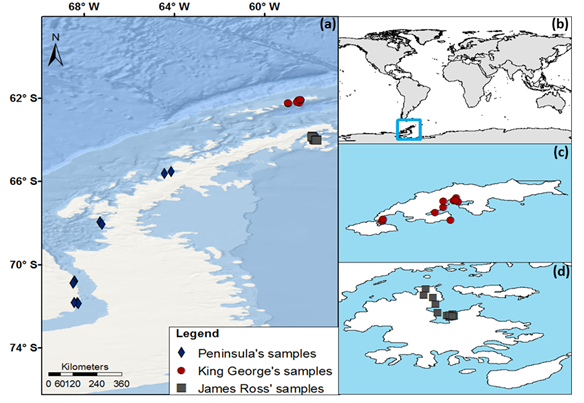 68° W 64° W 60° W
(a)
N
62° S
66° S
70° S
74° S
Kilometers
0 60120 240 360
Legend
Peninsula's samples
King George's samples
James Ross' samples
(b)
(c)
(d)